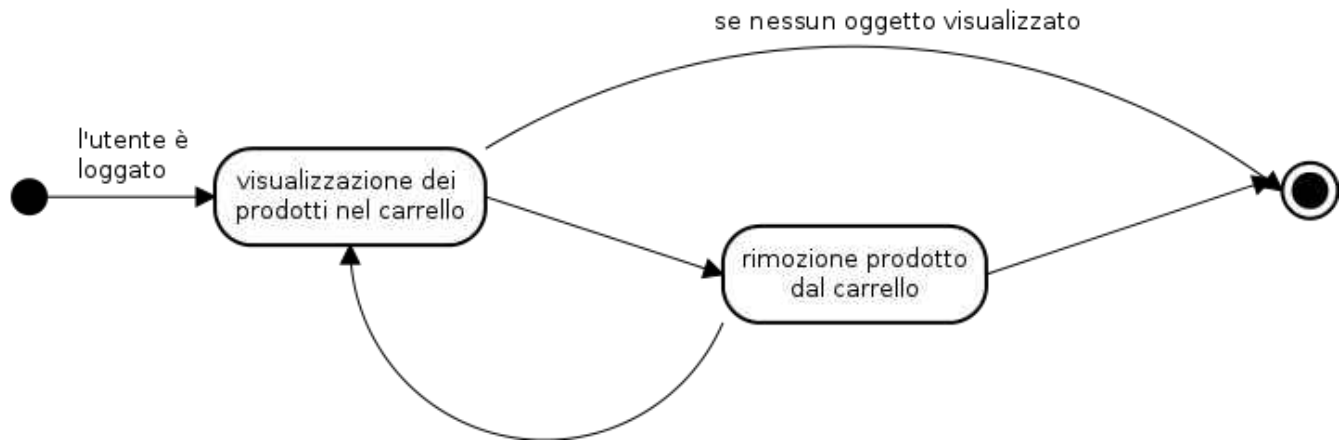 se nessun oggetto visualizzato
l'utente è
loggato
visualizzazione dei
prodotti nel carrello
rimozione prodotto
dal carrello